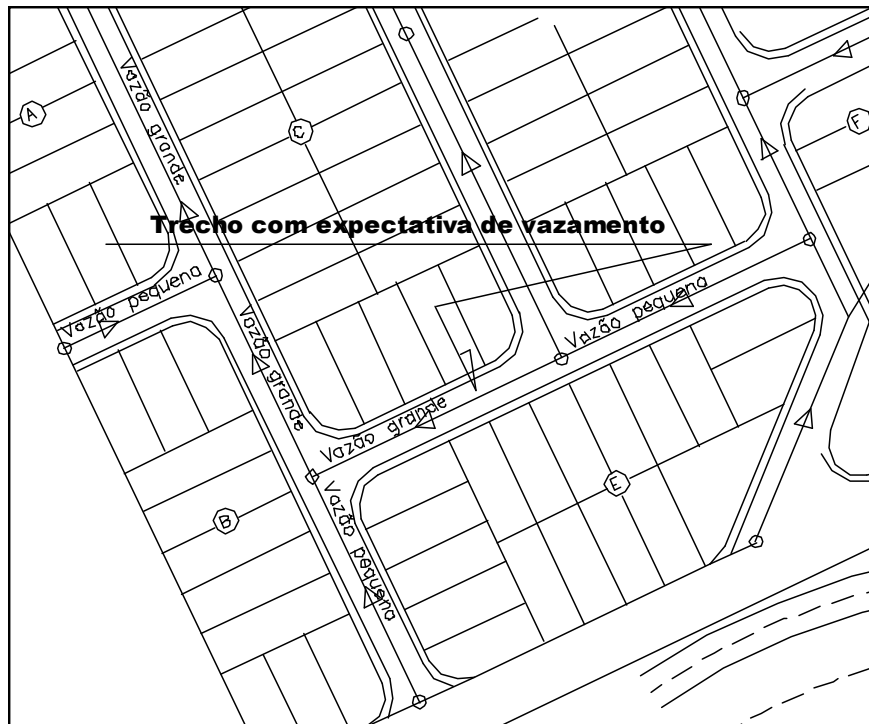 Vazão grande
A
C
F
Trecho com expectativa de vazamento
Vazão pequena
Vazão grande
Vazão pequena
Vazão grande
Vazão pequena
B
E